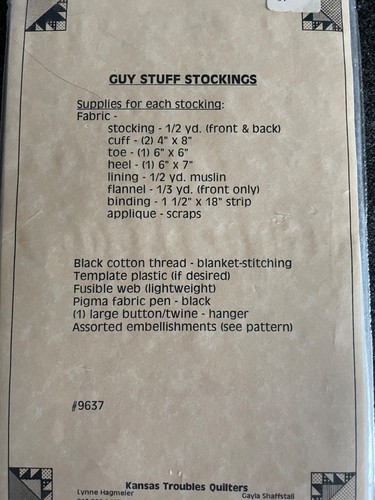 GUY STUFF STOCKINGS
Supplies for each stocking:
Fabric -
stocking - 1/2 yd. (front & back)
cuff - (2) 4" x 8"
toe - (1) 6" x 6"
heel - (1) 6" x 7"
lining - 1/2 yd. muslin
flannel - 1/3 yd. (front only)
binding - 1 1/2" x 18" strip
applique - scraps
Black cotton thread - blanket-stitching
Template plastic (if desired)
Fusible web (lightweight)
Pigma fabric pen - black
(1) large button/twine - hanger
Assorted embellishments (see pattern)
#9637
Kansas Troubles Quilters
Lynne Hagmeier
Gayla Shaffstall